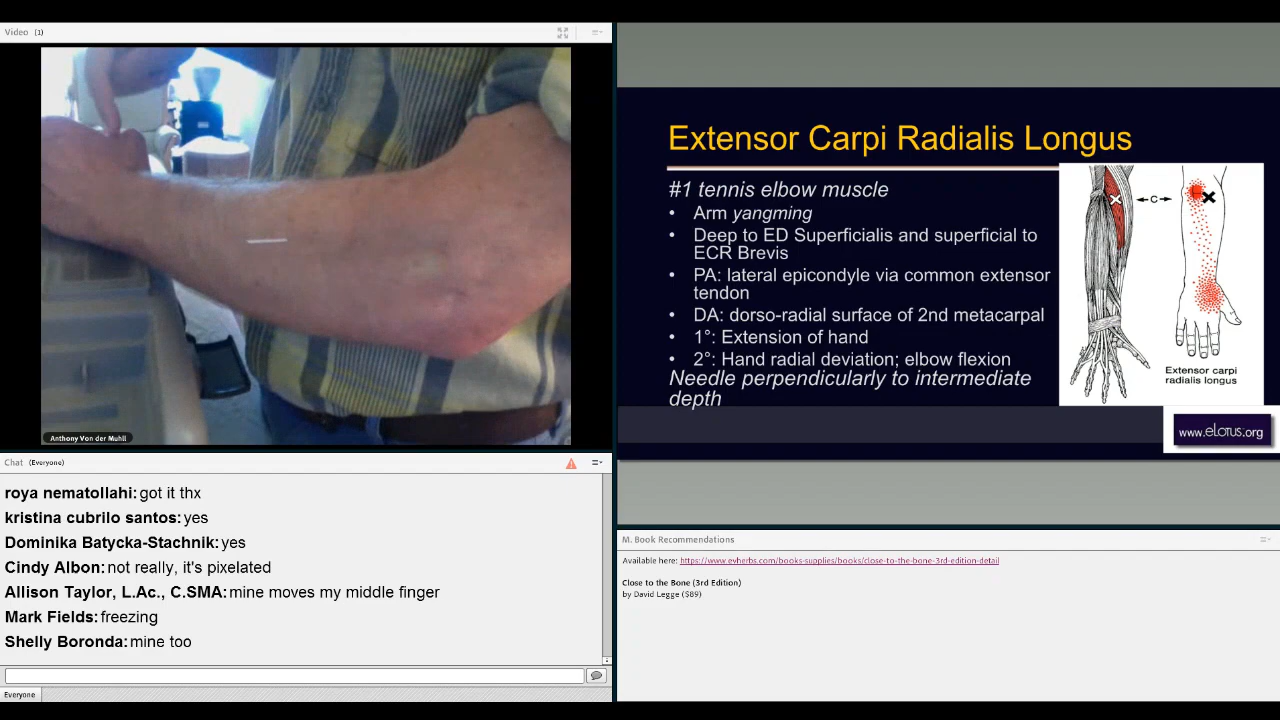 Video (1)
Anthony Von der Muhll
Chat (Everyone)
roya nematollahi: got it thx
kristina cubrilo santos: yes
Dominika Batycka-Stachnik: yes
Cindy Albon: not really, it's pixelated
Allison Taylor, L.Ac., C.SMA: mine moves my middle finger
Mark Fields: freezing
Shelly Boronda: mine too
Everyone
Extensor Carpi Radialis Longus
#1 tennis elbow muscle
• Arm yangming
• Deep to ED Superficialis and superficial to
ECR Brevis
• PA: lateral epicondyle via common extensor
tendon
• DA: dorso-radial surface of 2nd metacarpal
• 1°: Extension of hand
• 2°: Hand radial deviation; elbow flexion
Needle perpendicularly to intermediate
depth
C
Extensor carpi
radialis longus
www.eLotus.org
M. Book Recommendations
Available here: https://www.evherbs.com/books-supplies/books/close-to-the-bone-3rd-edition-detail
Close to the Bone (3rd Edition)
by David Legge ($89)